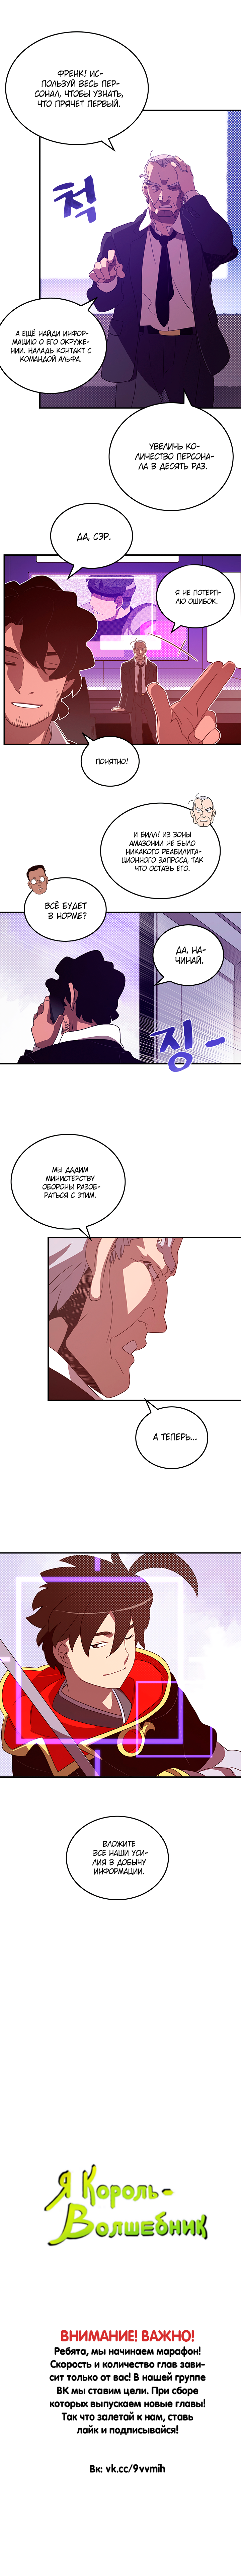 ФРЕНК! ИС-
ПОЛЬЗУЙ ВЕСЬ ПЕР-
СОНАЛ, ЧТОБЫ УЗНАТЬ,
ЧТО ПРЯЧЕТ ПЕРВЫЙ.
척
А ЕЩЁ НАЙДИ ИНФОР-
МАЦИЮ О ЕГО ОКРУЖЕ-
НИИ. НАЛАДЬ КОНТАКТ С
КОМАНДОЙ АЛЬФА.
УВЕЛИЧЬ КО-
ЛИЧЕСТВО ПЕРСОНА-
ЛА В ДЕСЯТЬ РАЗ.
ДА, СЭР.
Я НЕ ПОТЕРП-
ЛЮ ОШИБОК.
ПОНЯТНО!
И БИЛЛ! ИЗ ЗОНЫ
АМАЗОНИИ НЕ БЫЛО
НИКАКОГО РЕАБИЛИТА-
ЦИОННОГО ЗАПРОСА, ТАК
ЧТО ОСТАВЬ ЕГО.
ВСЁ БУДЕТ
В НОРМЕ?
ДА, НА-
ЧИНАЙ.
징-
МЫ ДАДИМ
МИНИСТЕРСТВУ
ОБОРОНЫ РАЗОБ-
РАТЬСЯ С ЭТИМ.
А ТЕПЕРЬ...
ВЛОЖИТЕ
ВСЕ НАШИ УСИ-
ЛИЯ В ДОБЫЧУ
ИНФОРМАЦИИ.
Я Король-
Волшебник
ВНИМАНИЕ! ВАЖНО!
Ребята, мы начинаем марафон!
Скорость и количество глав зави-
сит только от вас! В нашей группе
ВК мы ставим цели. При сборе
которых выпускаем новые главы!
Так что залетай к нам, ставь
лайк и подписывайся!
Вк: vk.cc/9vvmih